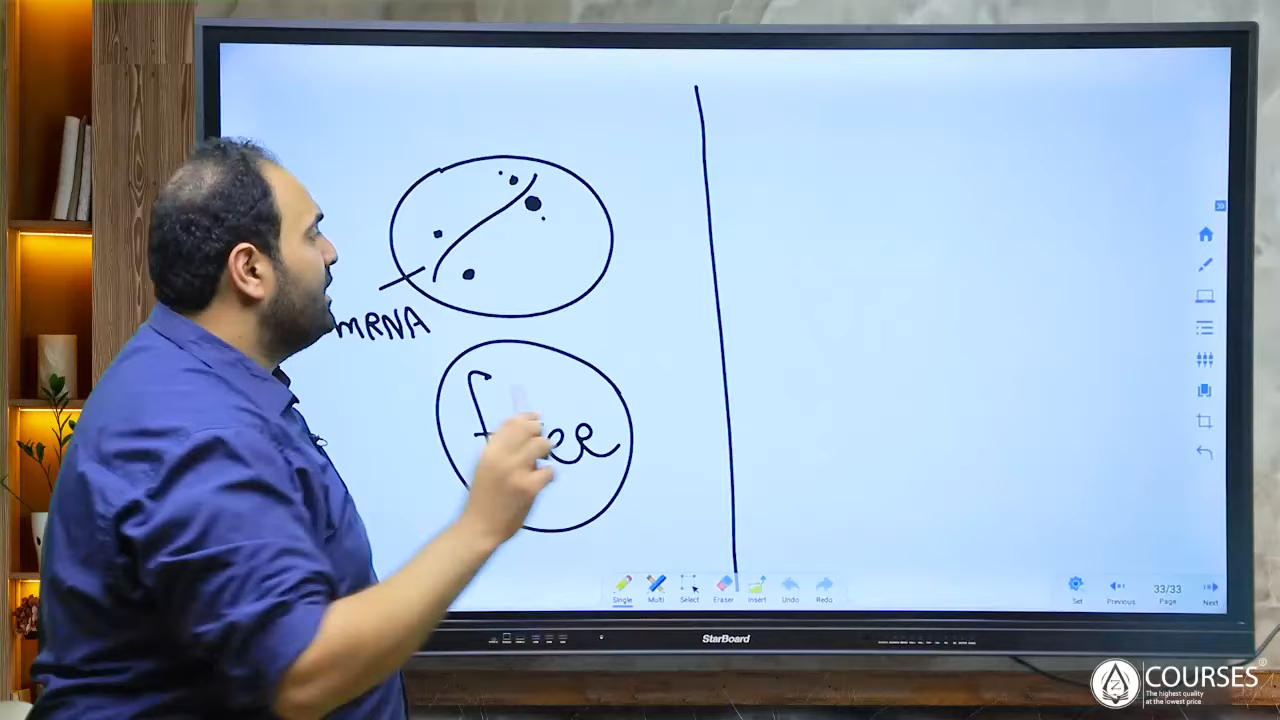 mRNA
free
Single
Multi
Select
Eraser
Insert
Undo
Redo
Set
Previous
33/33
Page
Next
StarBoard
COURSES®
The highest quality
at the lowest price